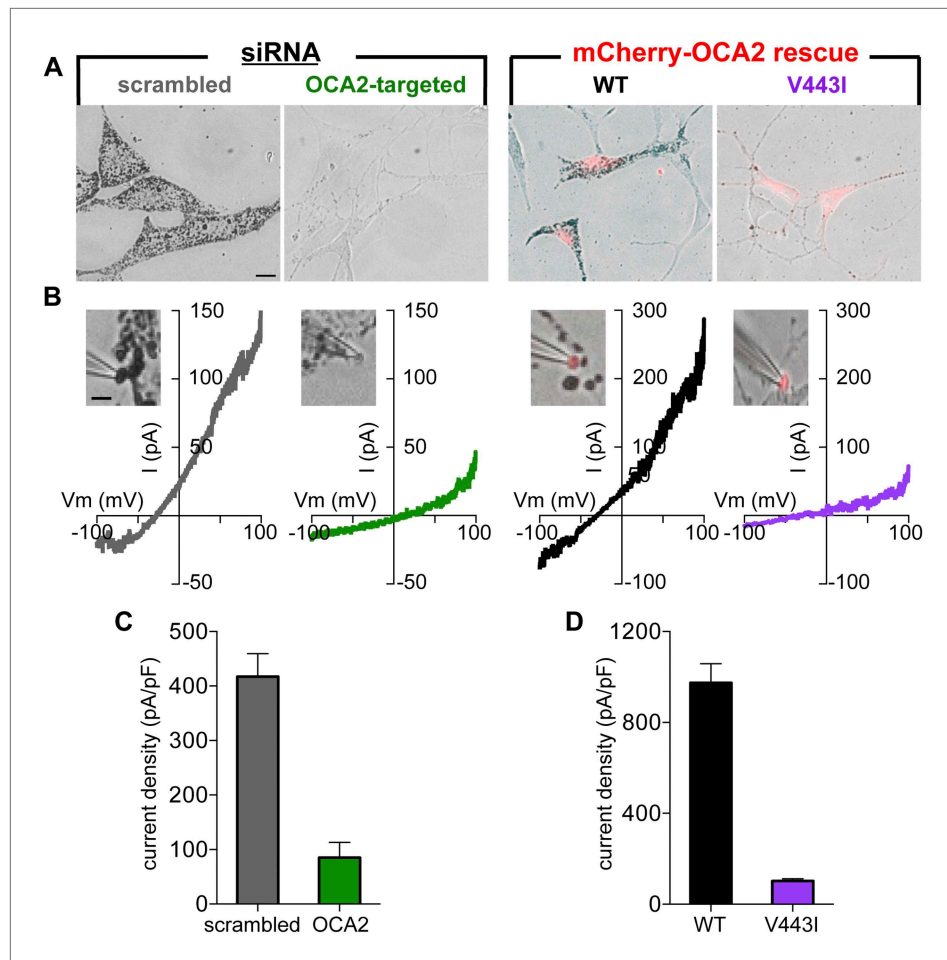 A
siRNA
mCherry-OCA2 rescue
scrambled
OCA2-targeted
WT
V443I
B
150
100
50
-50
I (pA)
Vm (mV)
-100
100
150
100
50
-50
I (pA)
Vm (mV)
-100
100
300
200
100
-100
I (pA)
50
Vm (mV)
-100
100
300
200
100
-100
I (pA)
Vm (mV)
-100
100
C
current density (pA/pF)
500
400
300
200
100
0
scrambled
OCA2
D
current density (pA/pF)
1200
800
400
0
WT
V443I